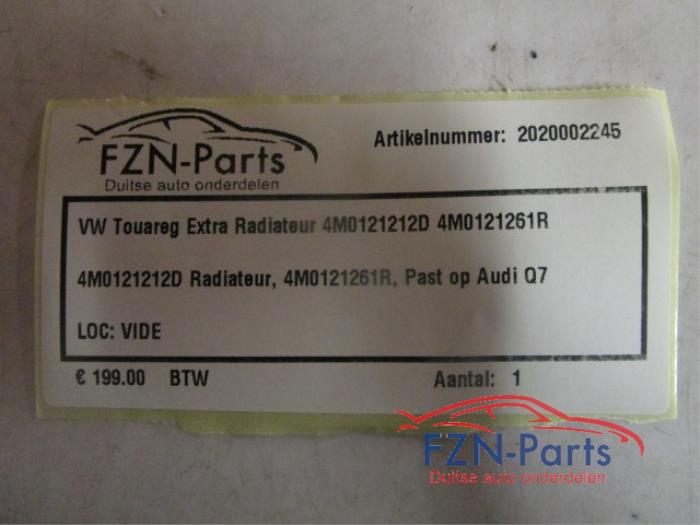 FZN-Parts
Duitse auto onderdelen
Artikelnummer: 2020002245
VW Touareg Extra Radiateur 4M0121212D 4M0121261R
4M0121212D Radiateur, 4M0121261R, Past op Audi Q7
LOC: VIDE
€ 199.00 BTW Aantal: 1
FZN-Parts
Duitse auto onderdelen